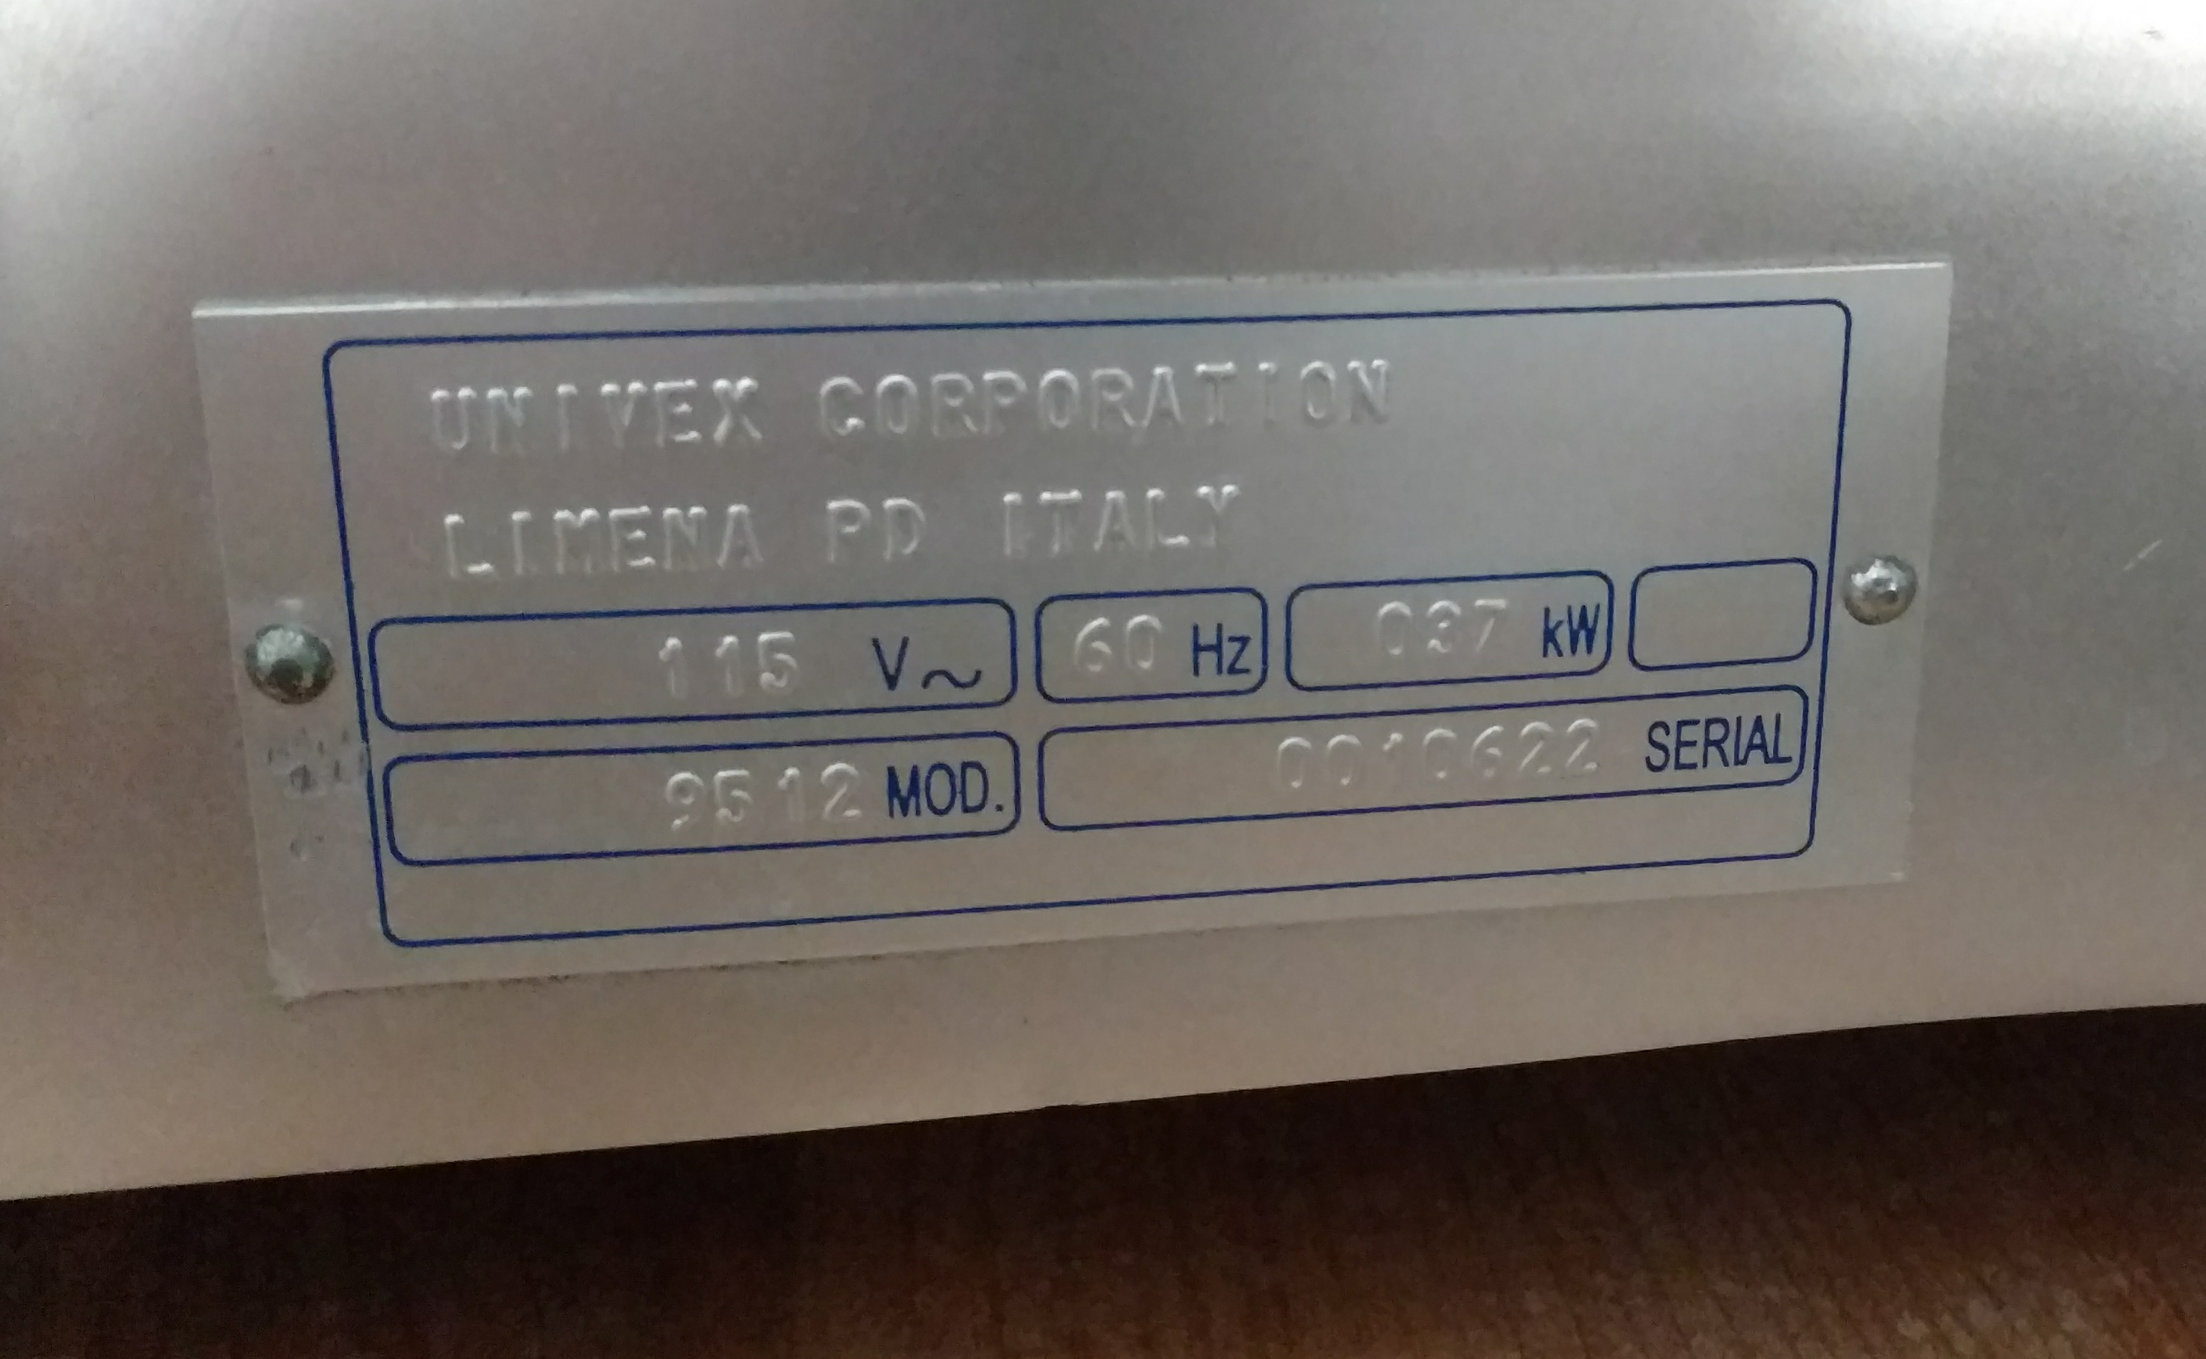 UNIVEX CORPORATION
LIMENA PD ITALY
115 V~ 60 Hz 037 kW
9512 MOD. 0010622 SERIAL